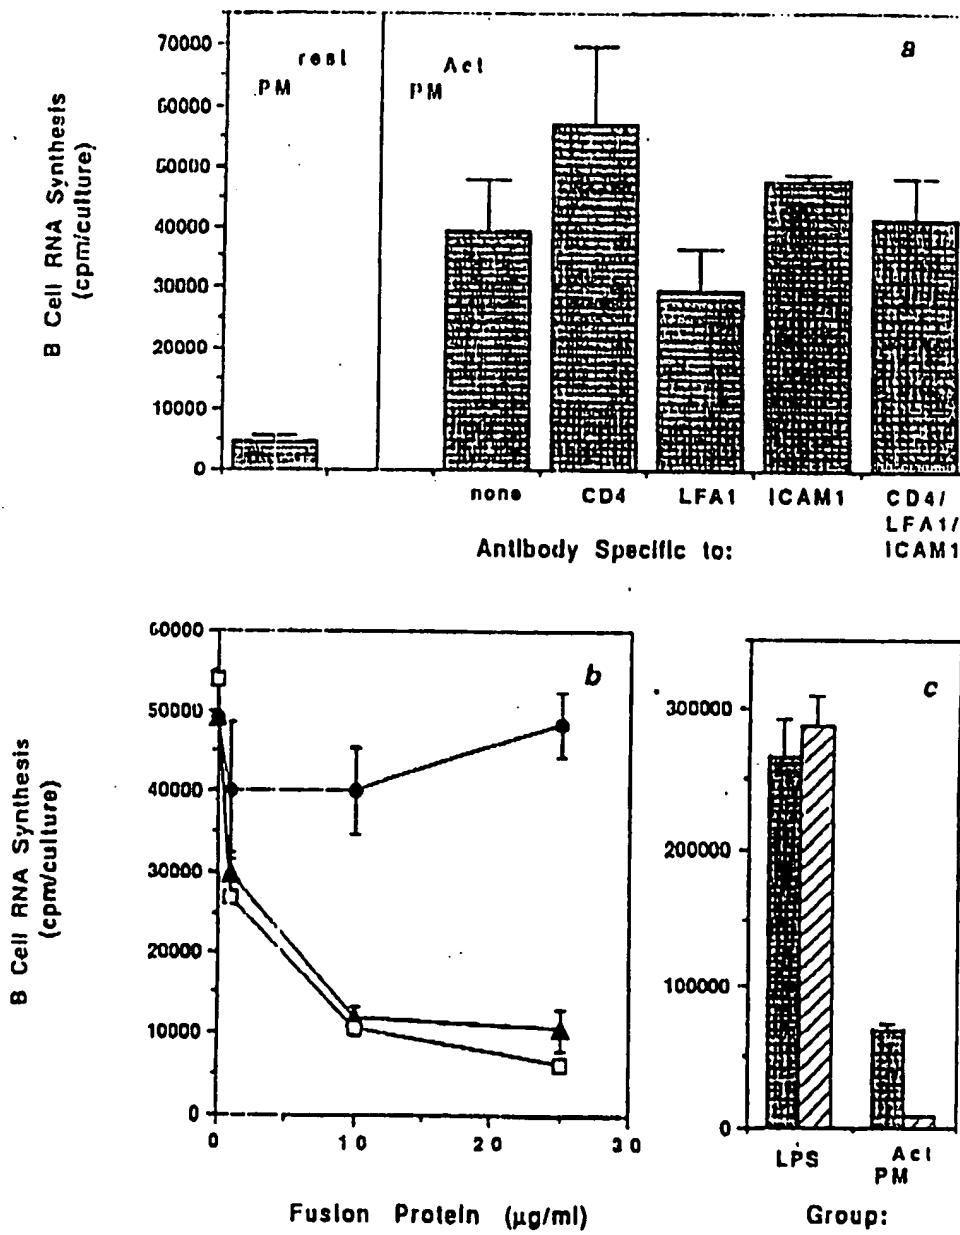 a
B Cell RNA Synthesis
(cpm/culture)
70000
60000
50000
40000
30000
20000
10000
0
PM rest
PM Act
none CD4 LFA1 ICAM1 CD4/
LFA1/
ICAM1
Antibody Specific to:
b
B Cell RNA Synthesis
(cpm/culture)
60000
50000
40000
30000
20000
10000
0
0 10 20 30
Fusion Protein (µg/ml)
c
300000
200000
100000
0
LPS PM Act
Group: